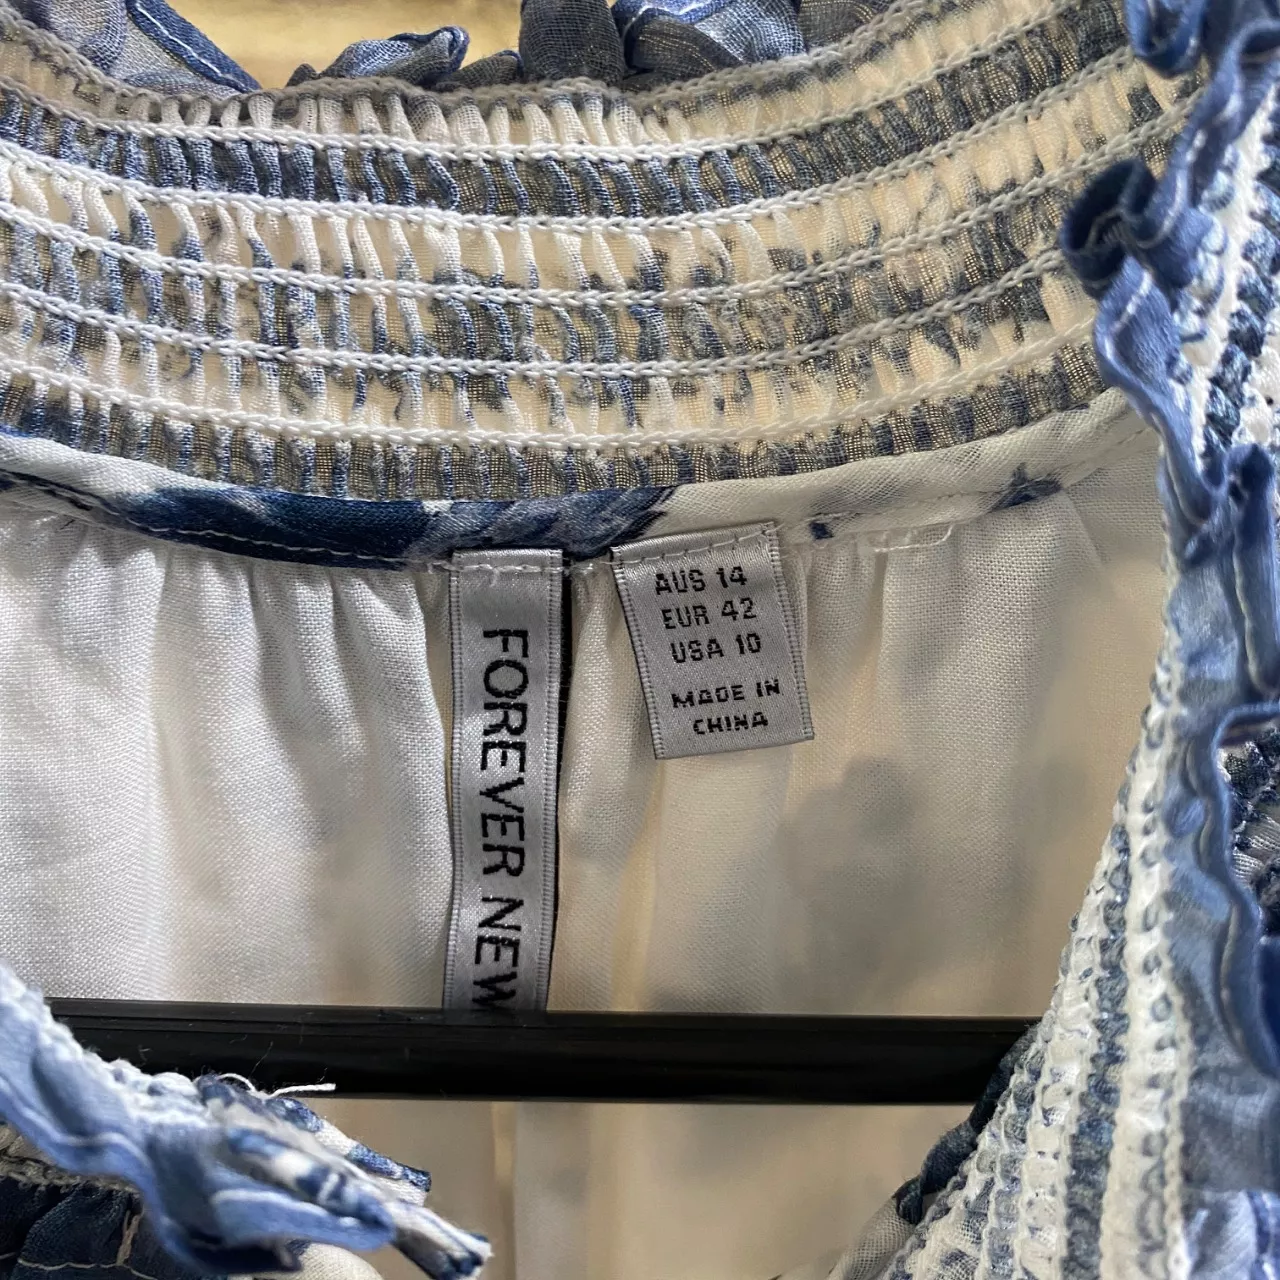 FOREVER NEW
AUS 14
EUR 42
USA 10
MADE IN
CHINA